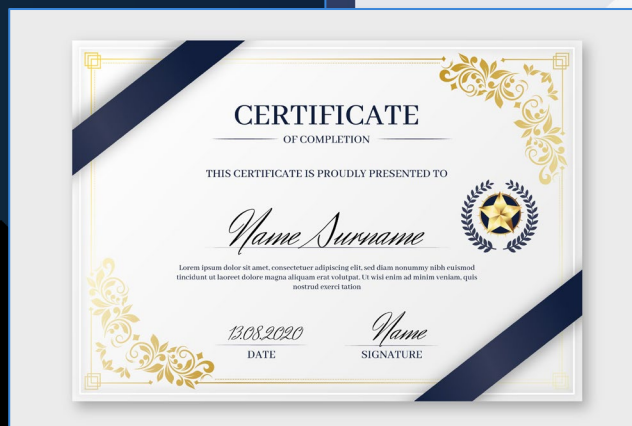 CERTIFICATE
OF COMPLETION
THIS CERTIFICATE IS PROUDLY PRESENTED TO
Name Surname
Lorem ipsum dolor sit amet, consectetuer adipiscing elit, sed diam nonummy nibh euismod
tincidunt ut laoreet dolore magna aliquam erat volutpat. Ut wisi enim ad minim veniam, quis
nostrud exerci tation
13.08.2020 Name
DATE SIGNATURE